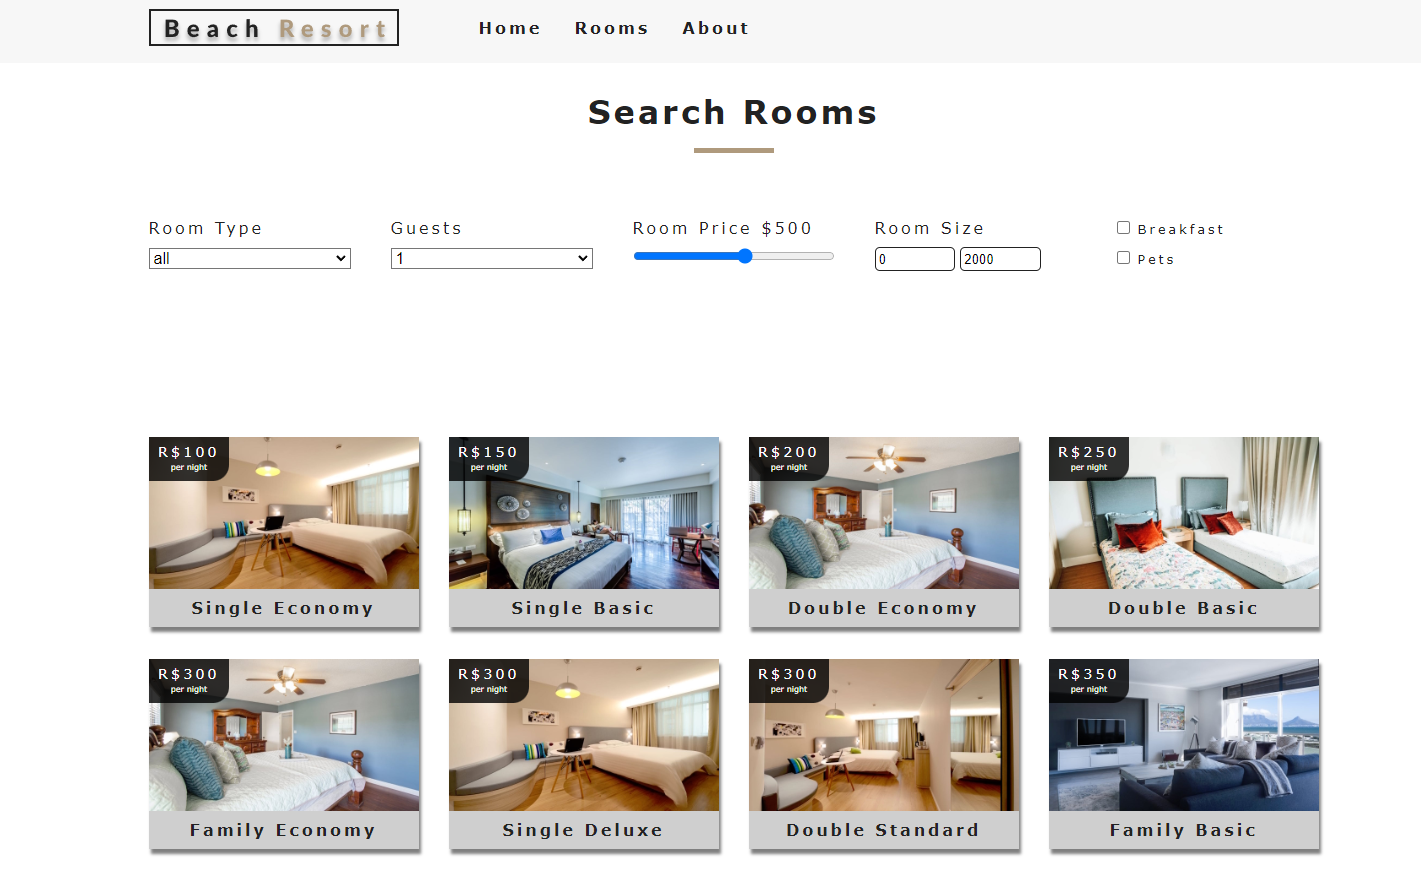 Beach Resort
Home
Rooms
About
Search Rooms
Room Type
Guests
Room Price $500
Room Size
Breakfast
all
1
0
2000
Pets
R$100
per night
Single Economy
R$150
per night
Single Basic
R$200
per night
Double Economy
R$250
per night
Double Basic
R$300
per night
Family Economy
R$300
per night
Single Deluxe
R$300
per night
Double Standard
R$350
per night
Family Basic